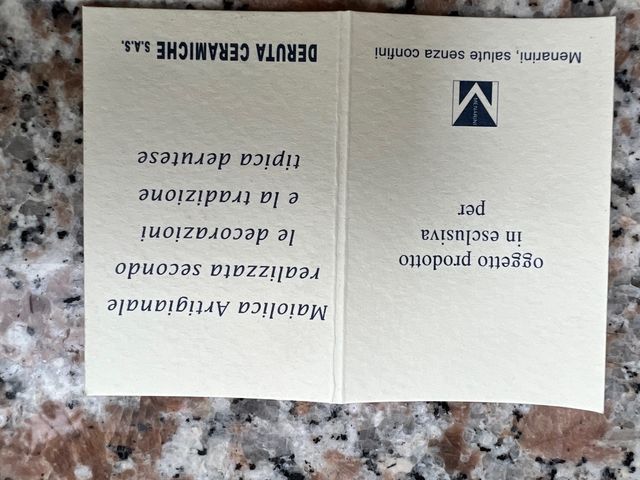 oggetto prodotto
in esclusiva
per
MENARINI
Menarini, salute senza confini
Maiolica Artigianale
realizzata secondo
le decorazioni
e la tradizione
tipica derutese
DERUTA CERAMICHE S.A.S.